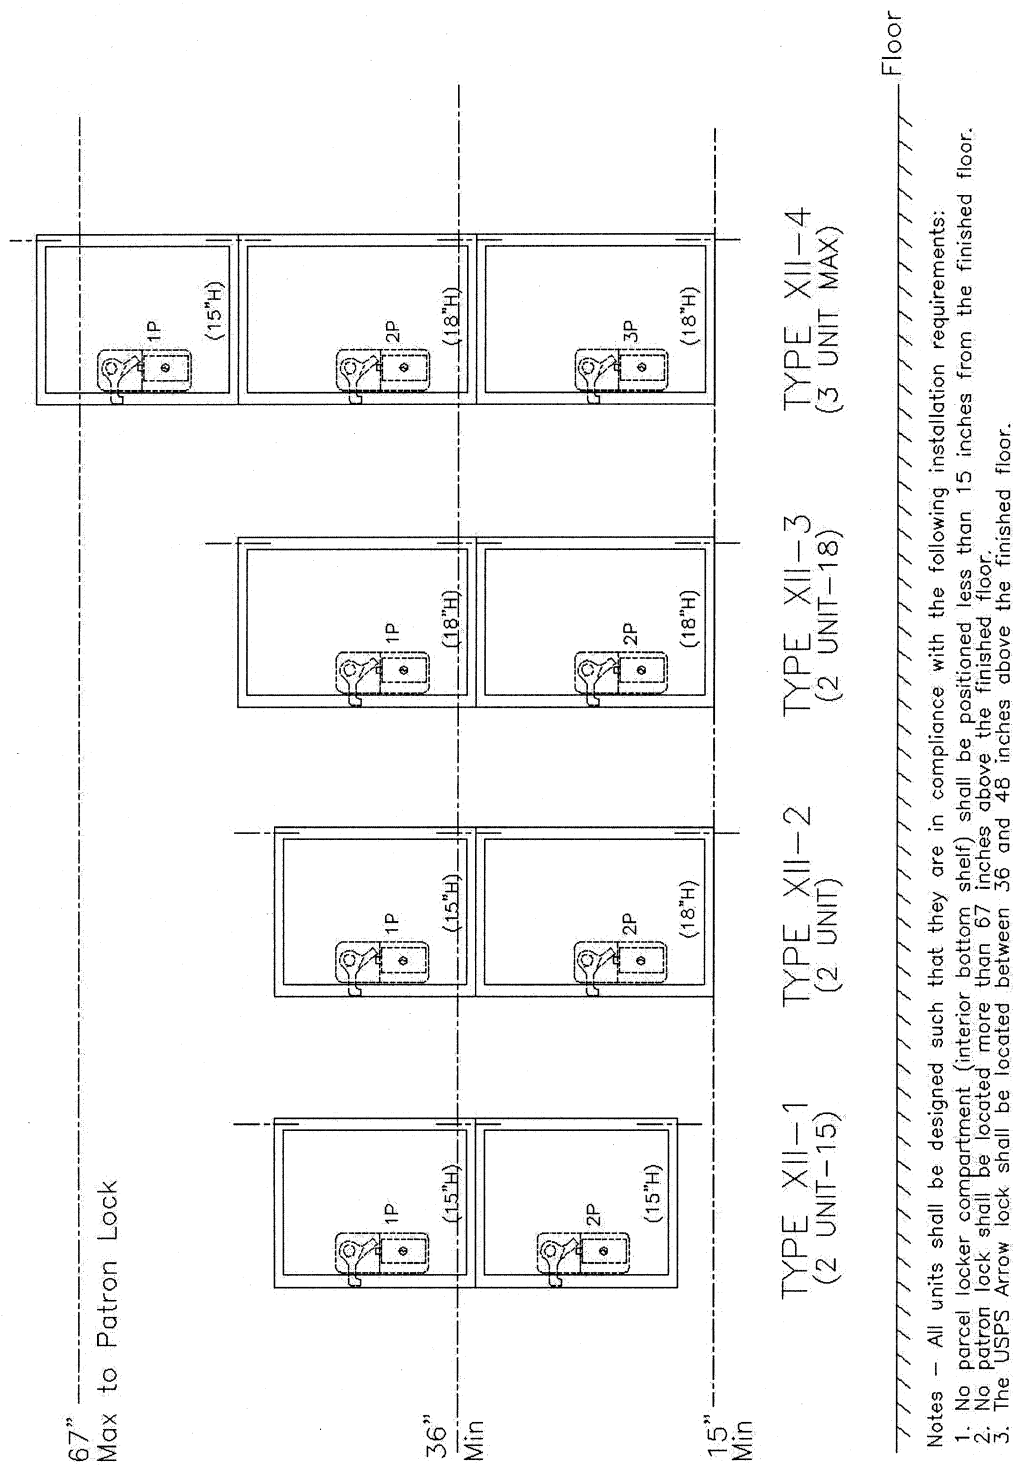 67"
Max to Patron Lock
36"
Min
15"
Min
1P
(15"H)
2P
(15"H)
TYPE XII-1
(2 UNIT-15)
1P
(15"H)
2P
(18"H)
TYPE XII-2
(2 UNIT)
1P
(18"H)
2P
(18"H)
TYPE XII-3
(2 UNIT-18)
1P
(15"H)
2P
(18"H)
3P
(18"H)
TYPE XII-4
(3 UNIT MAX)
Floor
Notes – All units shall be designed such that they are in compliance with the following installation requirements:
1. No parcel locker compartment (interior bottom shelf) shall be positioned less than 15 inches from the finished floor.
2. No patron lock shall be located more than 67 inches above the finished floor.
3. The USPS Arrow lock shall be located between 36 and 48 inches above the finished floor.